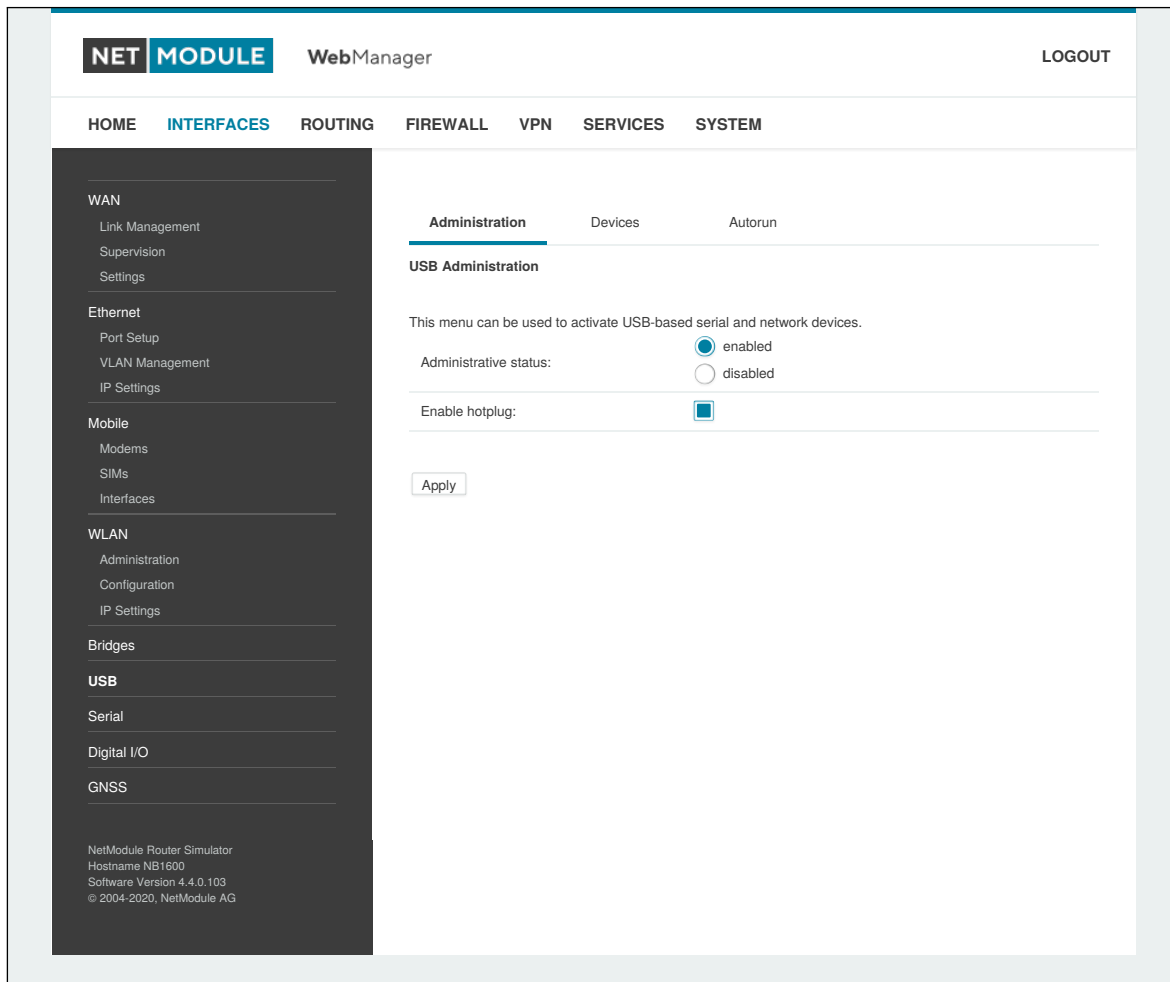 NET MODULE WebManager LOGOUT
HOME INTERFACES ROUTING FIREWALL VPN SERVICES SYSTEM
WAN
Link Management
Supervision
Settings
Ethernet
Port Setup
VLAN Management
IP Settings
Mobile
Modems
SIMs
Interfaces
WLAN
Administration
Configuration
IP Settings
Bridges
USB
Serial
Digital I/O
GNSS
NetModule Router Simulator
Hostname NB1600
Software Version 4.4.0.103
© 2004-2020, NetModule AG
Administration Devices Autorun
USB Administration
This menu can be used to activate USB-based serial and network devices.
Administrative status:
enabled
disabled
Enable hotplug:
Apply